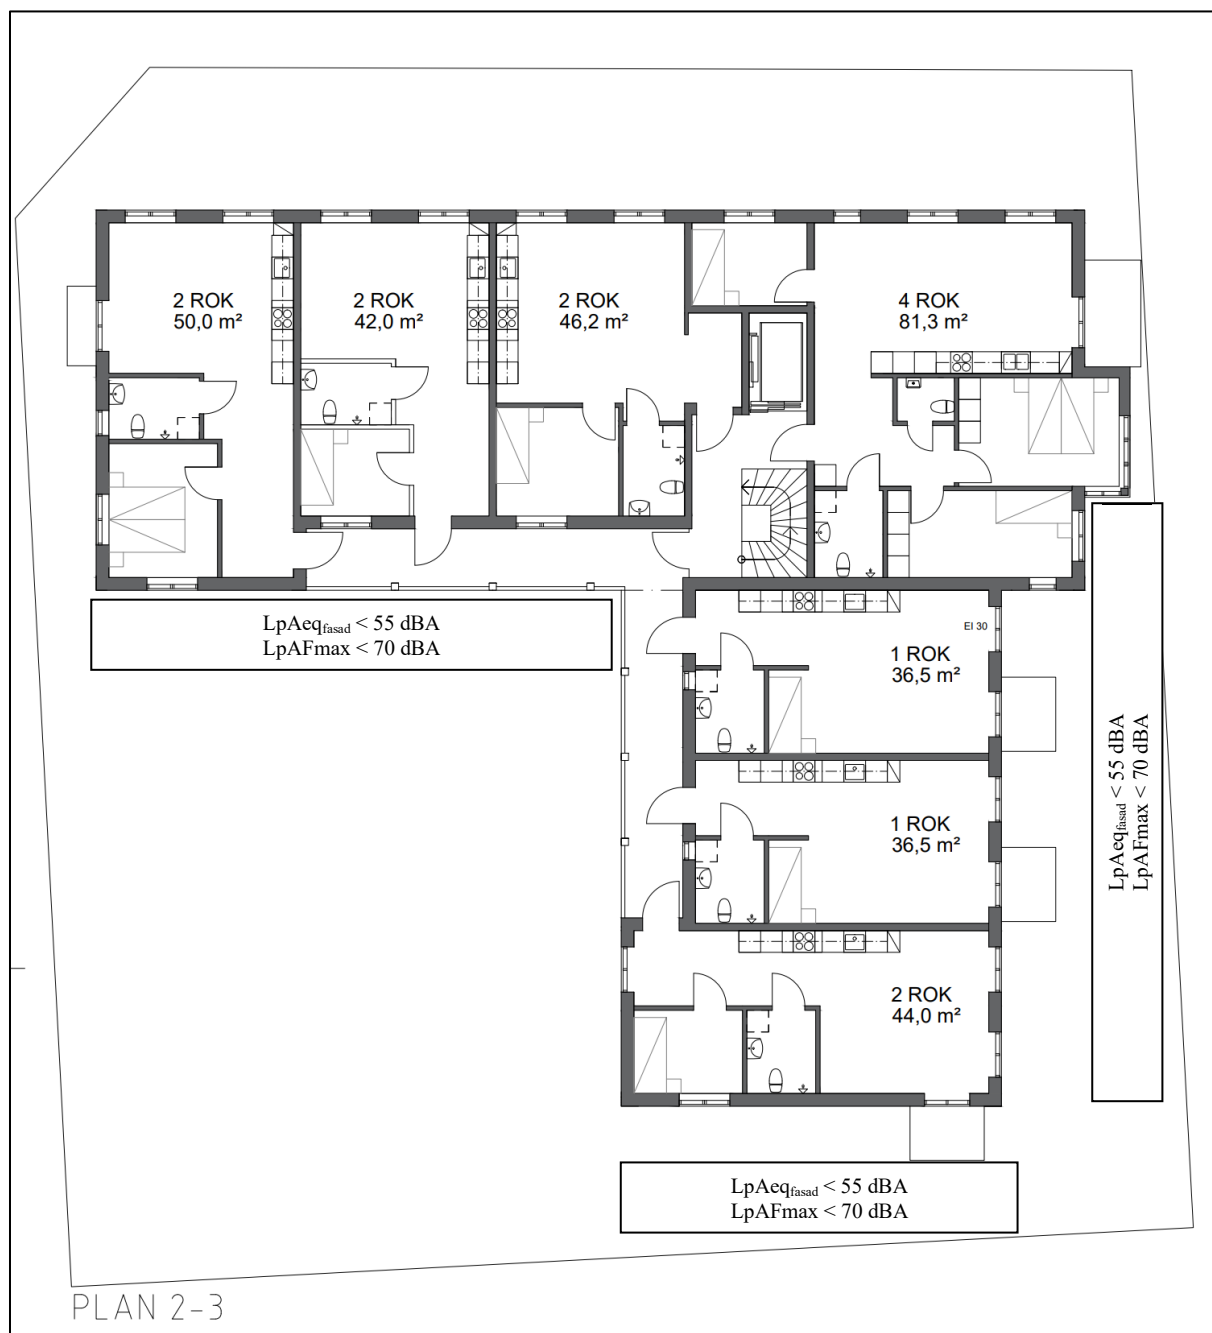 2 ROK
50,0 m²
2 ROK
42,0 m²
2 ROK
46,2 m²
4 ROK
81,3 m²
LpAeqfasad < 55 dBA
LpAFmax < 70 dBA
EI 30
1 ROK
36,5 m²
1 ROK
36,5 m²
LpAeqfasad < 55 dBA
LpAFmax < 70 dBA
2 ROK
44,0 m²
LpAeqfasad < 55 dBA
LpAFmax < 70 dBA
PLAN 2-3